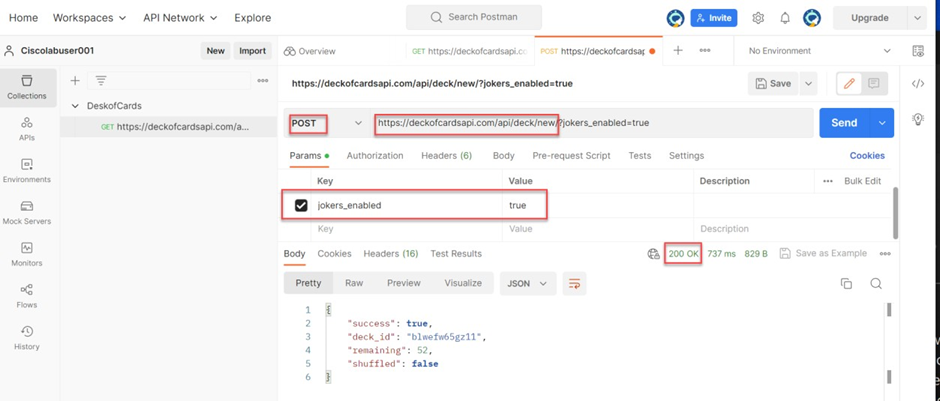 Home Workspaces API Network Explore Search Postman Invite Upgrade
Ciscolabuser001 New Import Overview GET https://deckofcardsapi.com POST https://deckofcardsap No Environment
Collections
DeskofCards
GET https://deckofcardsapi.com/a...
APIs
Environments
Mock Servers
Monitors
Flows
History
https://deckofcardsapi.com/api/deck/new/?jokers_enabled=true Save
POST https://deckofcardsapi.com/api/deck/new/?jokers_enabled=true Send
Params Authorization Headers (6) Body Pre-request Script Tests Settings Cookies
Key Value Description Bulk Edit
jokers_enabled true
Key Value Description
Body Cookies Headers (16) Test Results 200 OK 737 ms 829 B Save as Example
Pretty Raw Preview Visualize JSON
1 {
2 "success": true,
3 "deck_id": "blwefw65gz11",
4 "remaining": 52,
5 "shuffled": false
6 }